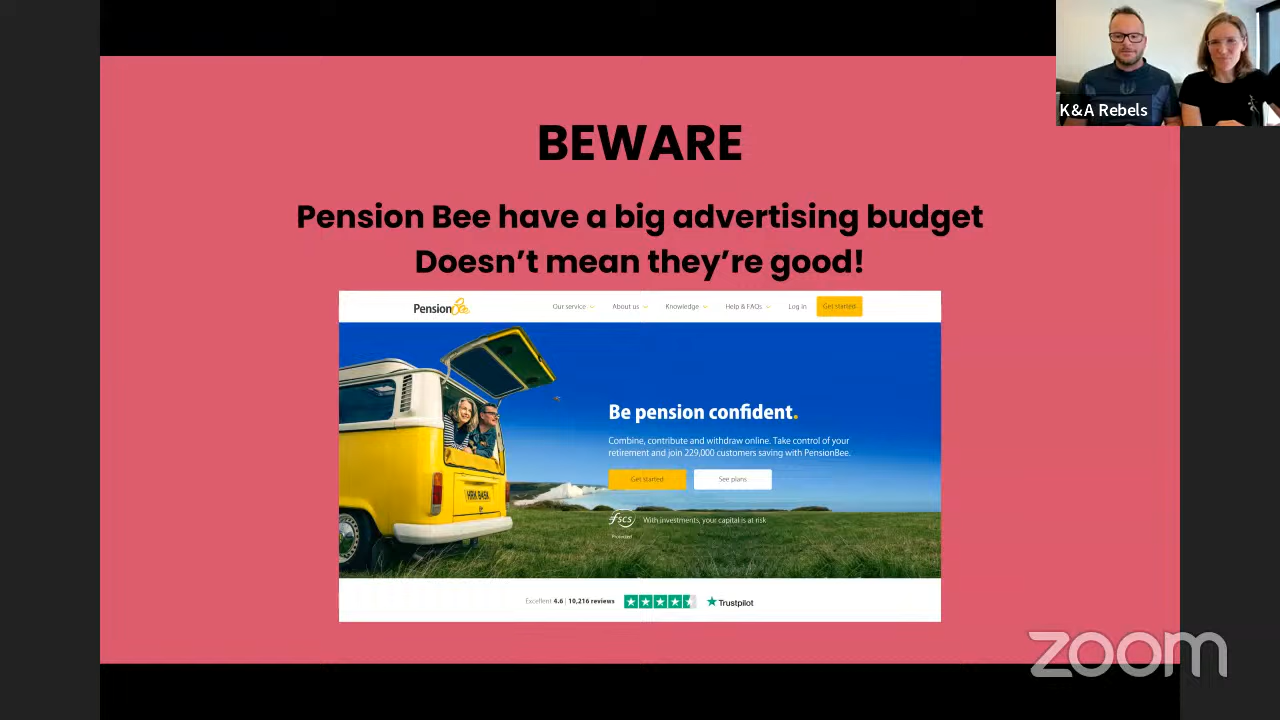 K&A Rebels
BEWARE
Pension Bee have a big advertising budget
Doesn't mean they're good!
PensionBee
Our service
About us
Knowledge
Help & FAQs
Log in
Get started
Be pension confident.
Combine, contribute and withdraw online. Take control of your
retirement and join 229,000 customers saving with PensionBee.
Get started
See plans
fscs
With investments, your capital is at risk
Protected
Excellent 4.6 | 10,216 reviews
Trustpilot
zoom